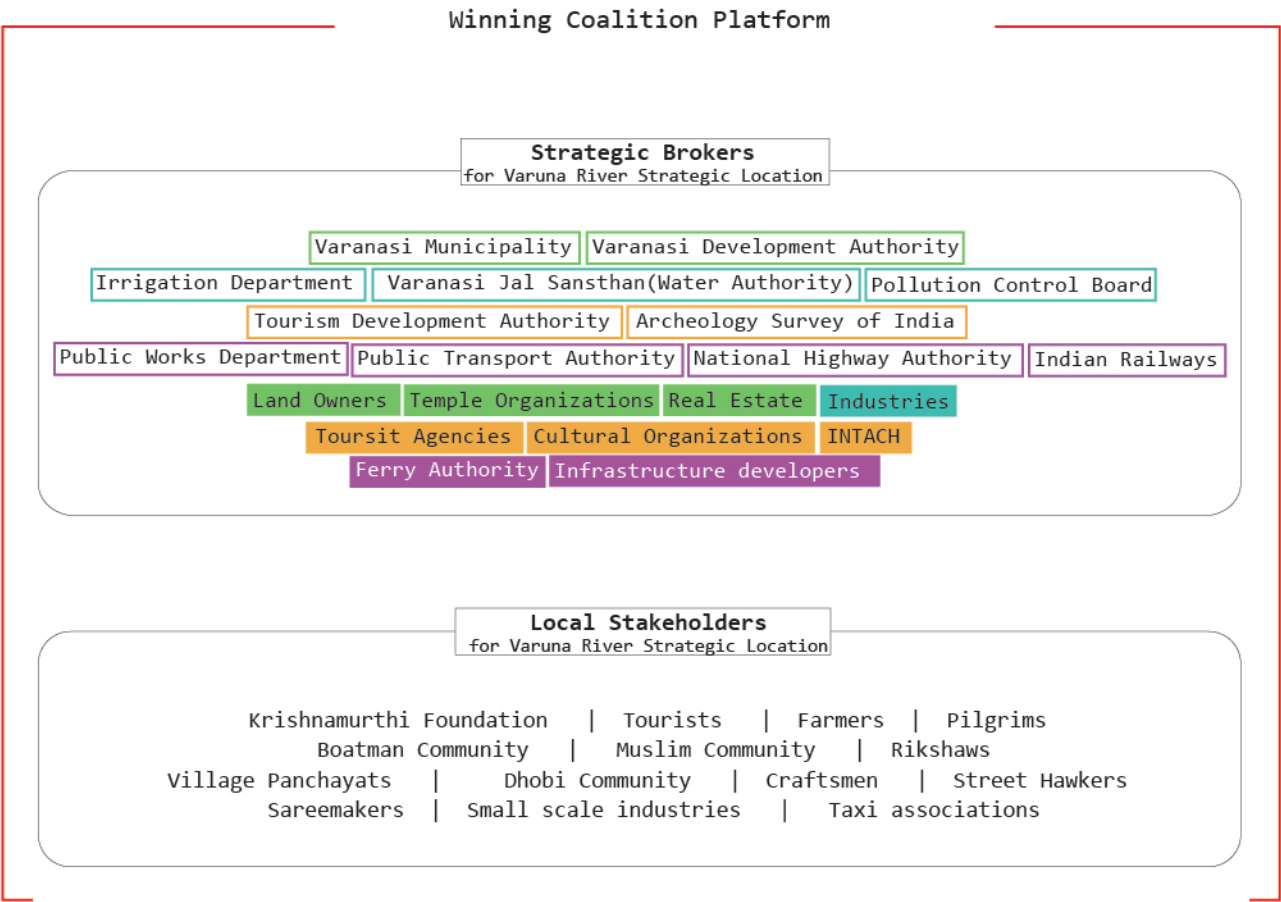 Winning Coalition Platform
Strategic Brokers
for Varuna River Strategic Location
Varanasi Municipality Varanasi Development Authority
Irrigation Department Varanasi Jal Sansthan(Water Authority) Pollution Control Board
Tourism Development Authority Archeology Survey of India
Public Works Department Public Transport Authority National Highway Authority Indian Railways
Land Owners Temple Organizations Real Estate Industries
Toursit Agencies Cultural Organizations INTACH
Ferry Authority Infrastructure developers
Local Stakeholders
for Varuna River Strategic Location
Krishnamurthi Foundation | Tourists | Farmers | Pilgrims
Boatman Community | Muslim Community | Rikshaws
Village Panchayats | Dhobi Community | Craftsmen | Street Hawkers
Sareemakers | Small scale industries | Taxi associations